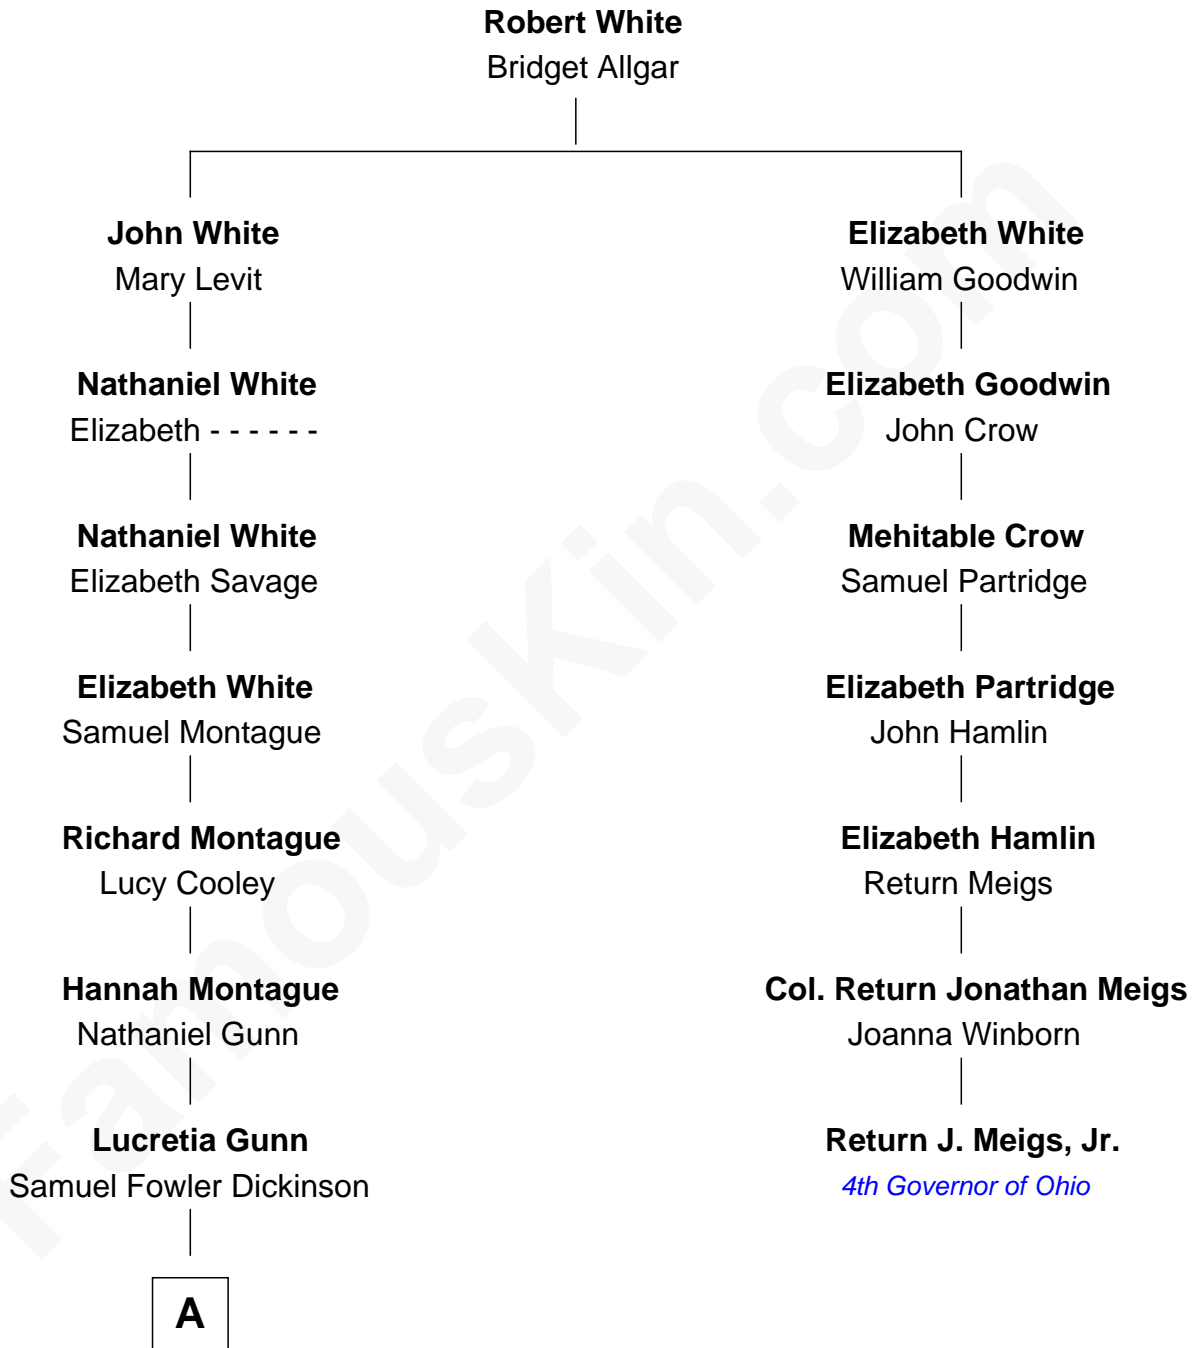 Robert White
Bridget Allgar
John White
Mary Levit
Elizabeth White
William Goodwin
Nathaniel White
Elizabeth - - - - - -
Elizabeth Goodwin
John Crow
Nathaniel White
Elizabeth Savage
Mehitable Crow
Samuel Partridge
Elizabeth White
Samuel Montague
Elizabeth Partridge
John Hamlin
Richard Montague
Lucy Cooley
Elizabeth Hamlin
Return Meigs
Hannah Montague
Nathaniel Gunn
Col. Return Jonathan Meigs
Joanna Winborn
Lucretia Gunn
Samuel Fowler Dickinson
Return J. Meigs, Jr.
4th Governor of Ohio
A
FamousKin.com